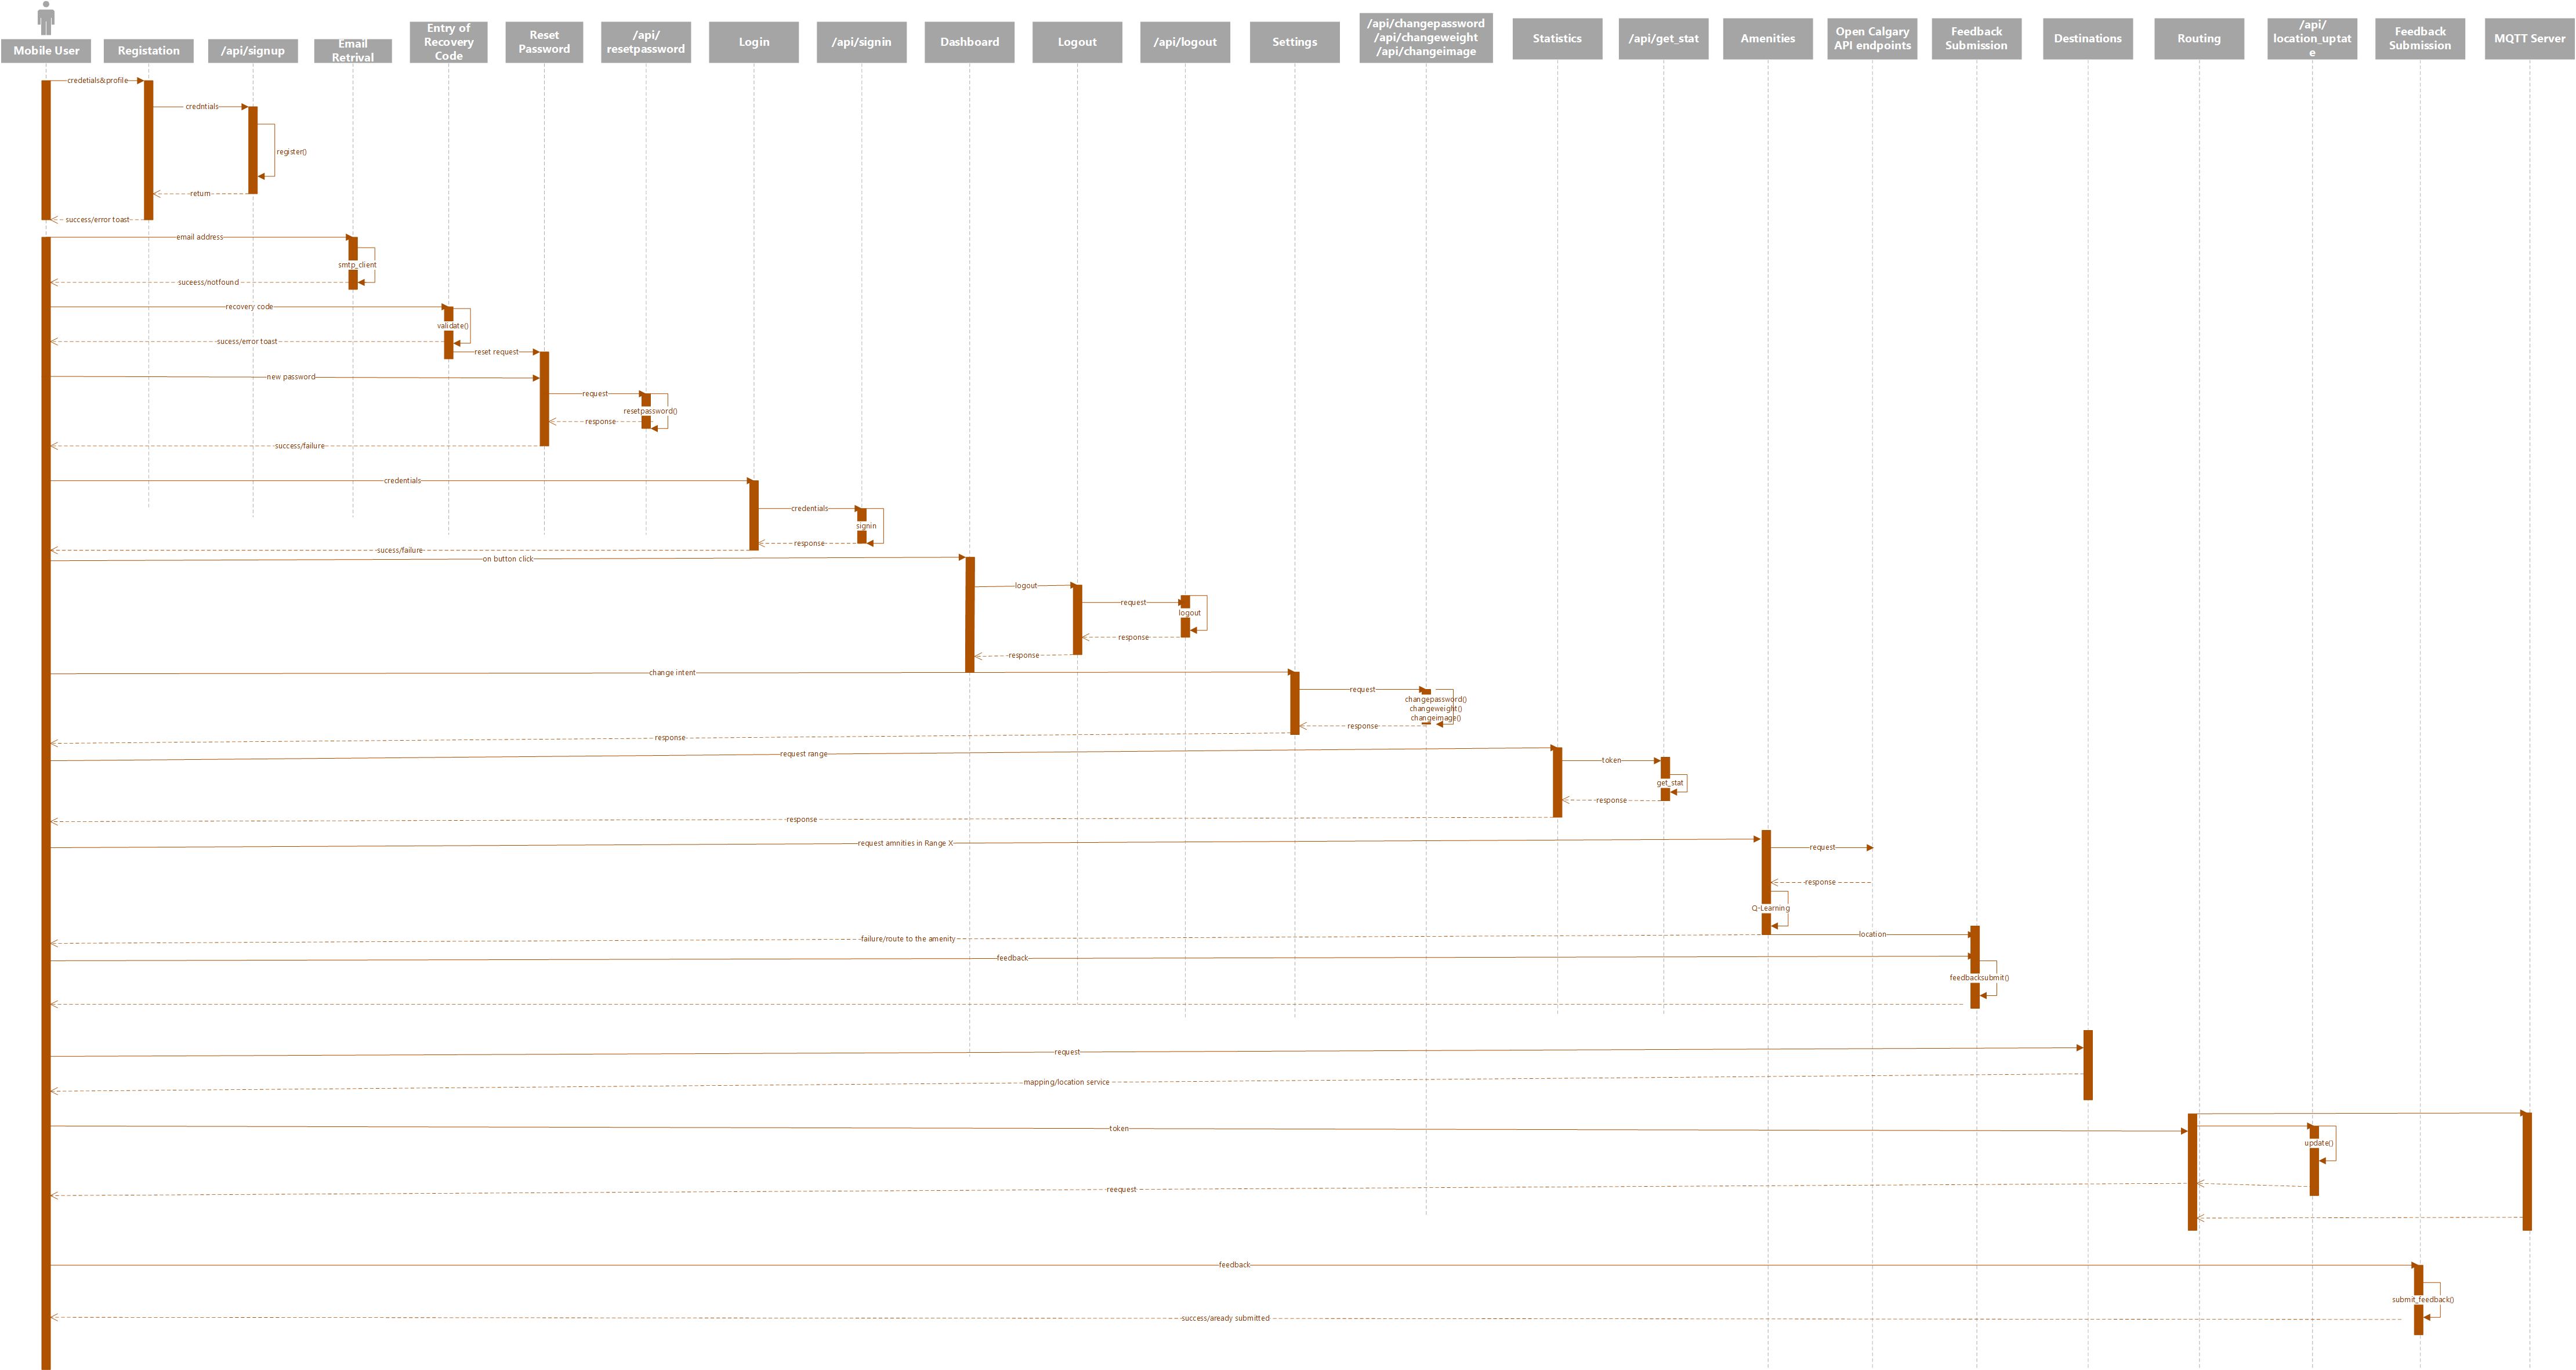 Mobile User
Registation
/api/signup
Email
Retrival
Entry of
Recovery
Code
Reset
Password
/api/
resetpassword
Login
/api/signin
Dashboard
Logout
/api/logout
Settings
/api/changepassword
/api/changeweight
/api/changeimage
Statistics
/api/get_stat
Amenities
Open Calgary
API endpoints
Feedback
Submission
Destinations
Routing
/api/
location_uptat
e
Feedback
Submission
MQTT Server
credetials&profile
credntials
register()
return
success/error toast
email address
smtp_client
suceess/notfound
recovery code
validate()
sucess/error toast
reset request
new password
request
resetpassword()
response
success/failure
credentials
credentials
signin
response
sucess/failure
on button click
logout
request
logout
response
response
change intent
request
changepassword()
changeweight()
changeimage()
response
response
request range
token
get_stat
response
response
request amnities in Range X
request
response
Q-Learning
failure/route to the amenity
location
feedback
feedbacksubmit()
request
mapping/location service
token
update()
reequest
feedback
submit_feedback()
success/aready submitted